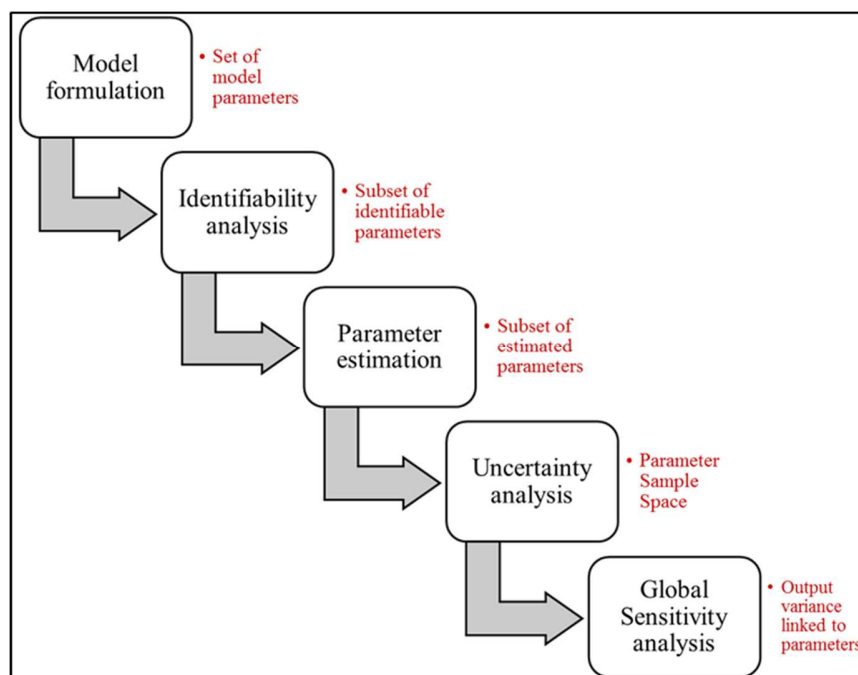 Model
formulation
• Set of
model
parameters
Identifiability
analysis
• Subset of
identifiable
parameters
Parameter
estimation
• Subset of
estimated
parameters
Uncertainty
analysis
• Parameter
Sample
Space
Global
Sensitivity
analysis
• Output
variance
linked to
parameters